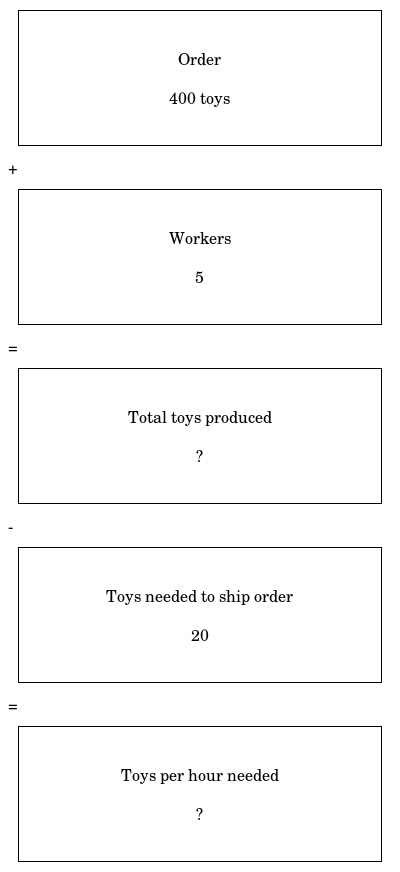 Order
400 toys
+
Workers
5
=
Total toys produced
?
-
Toys needed to ship order
20
=
Toys per hour needed
?